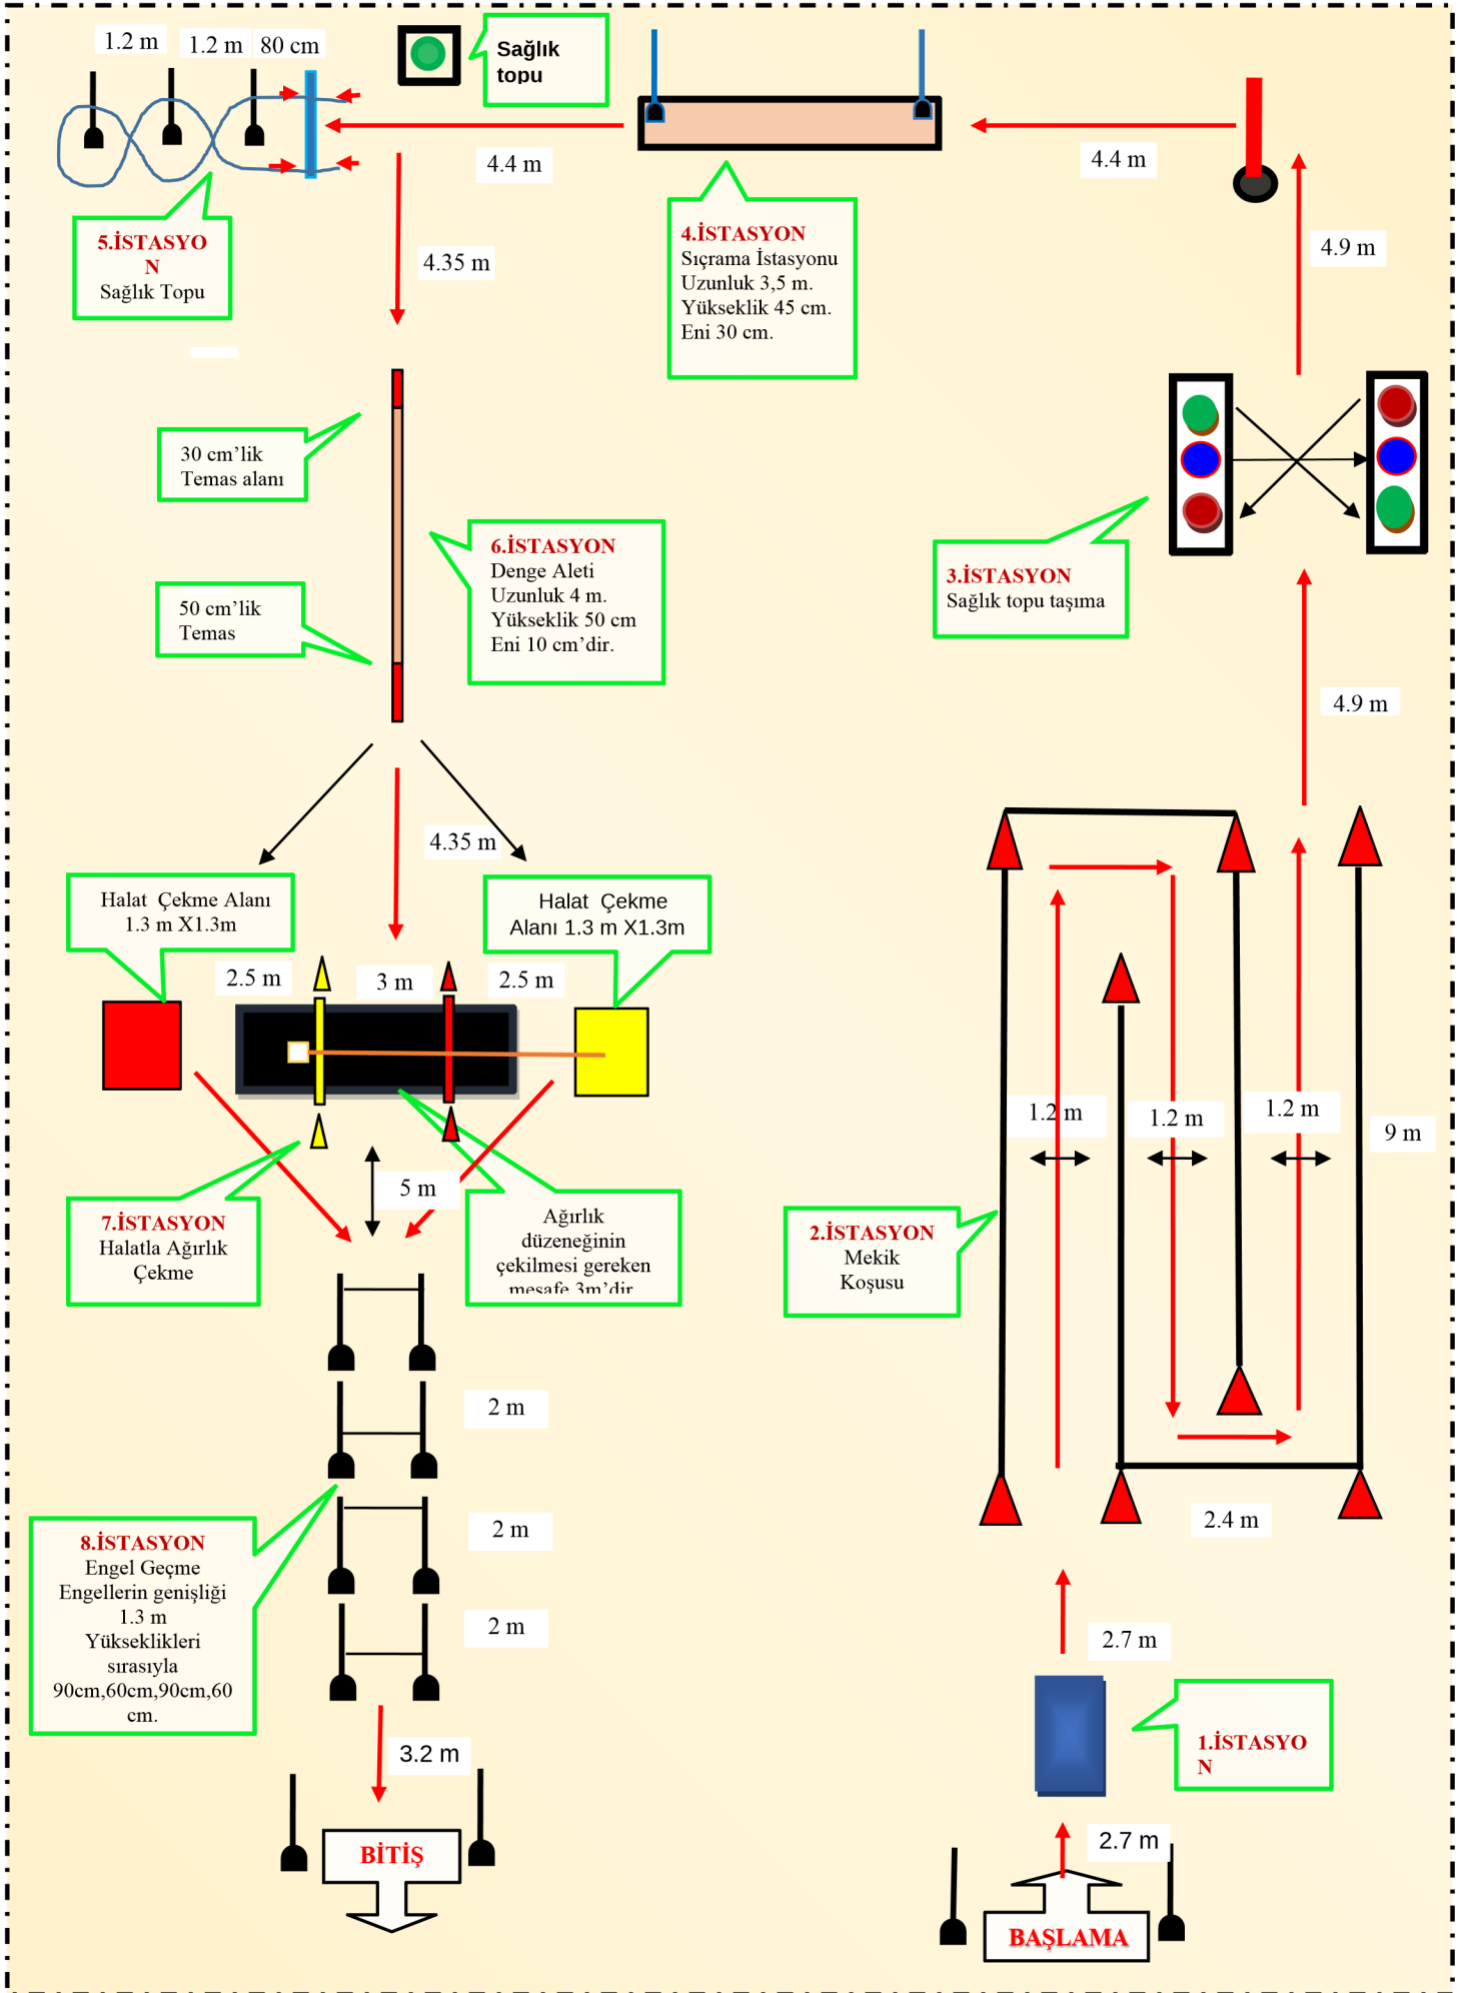 1.2 m
1.2 m
80 cm
Sağlık
topu
4.4 m
4.4 m
5.İSTASYO
N
Sağlık Topu
4.İSTASYON
Sıçrama İstasyonu
Uzunluk 3,5 m.
Yükseklik 45 cm.
Eni 30 cm.
4.35 m
4.9 m
30 cm’lik
Temas alanı
6.İSTASYON
Denge Aleti
Uzunluk 4 m.
Yükseklik 50 cm
Eni 10 cm’dir.
50 cm’lik
Temas
3.İSTASYON
Sağlık topu taşıma
4.9 m
4.35 m
Halat Çekme Alanı
1.3 m X1.3m
Halat Çekme
Alanı 1.3 m X1.3m
2.5 m
3 m
2.5 m
1.2 m
1.2 m
1.2 m
9 m
5 m
7.İSTASYON
Halatla Ağırlık
Çekme
Ağırlık
düzeneğinin
çekilmesi gereken
mesafe 3m’dir
2.İSTASYON
Mekik
Koşusu
2 m
2 m
2 m
2.4 m
8.İSTASYON
Engel Geçme
Engellerin genişliği
1.3 m
Yükseklikleri
sırasıyla
90cm,60cm,90cm,60
cm.
2.7 m
1.İSTASYO
N
3.2 m
BİTİŞ
2.7 m
BAŞLAMA